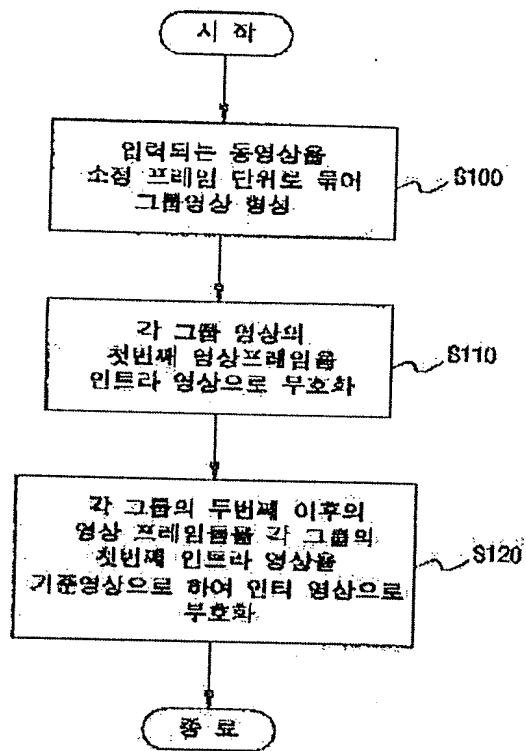 시 작
입력되는 동영상을
소정 프레임 단위로 묶어
그룹영상 형성
S100
각 그룹 영상의
첫번째 영상프레임을
인트라 영상으로 부호화
S110
각 그룹의 두번째 이후의
영상 프레임들을 각 그룹의
첫번째 인트라 영상을
기준영상으로 하여 인터 영상으로
부호화
S120
종 료